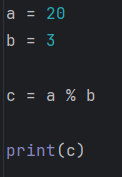 a = 20
b = 3
c = a % b
print(c)